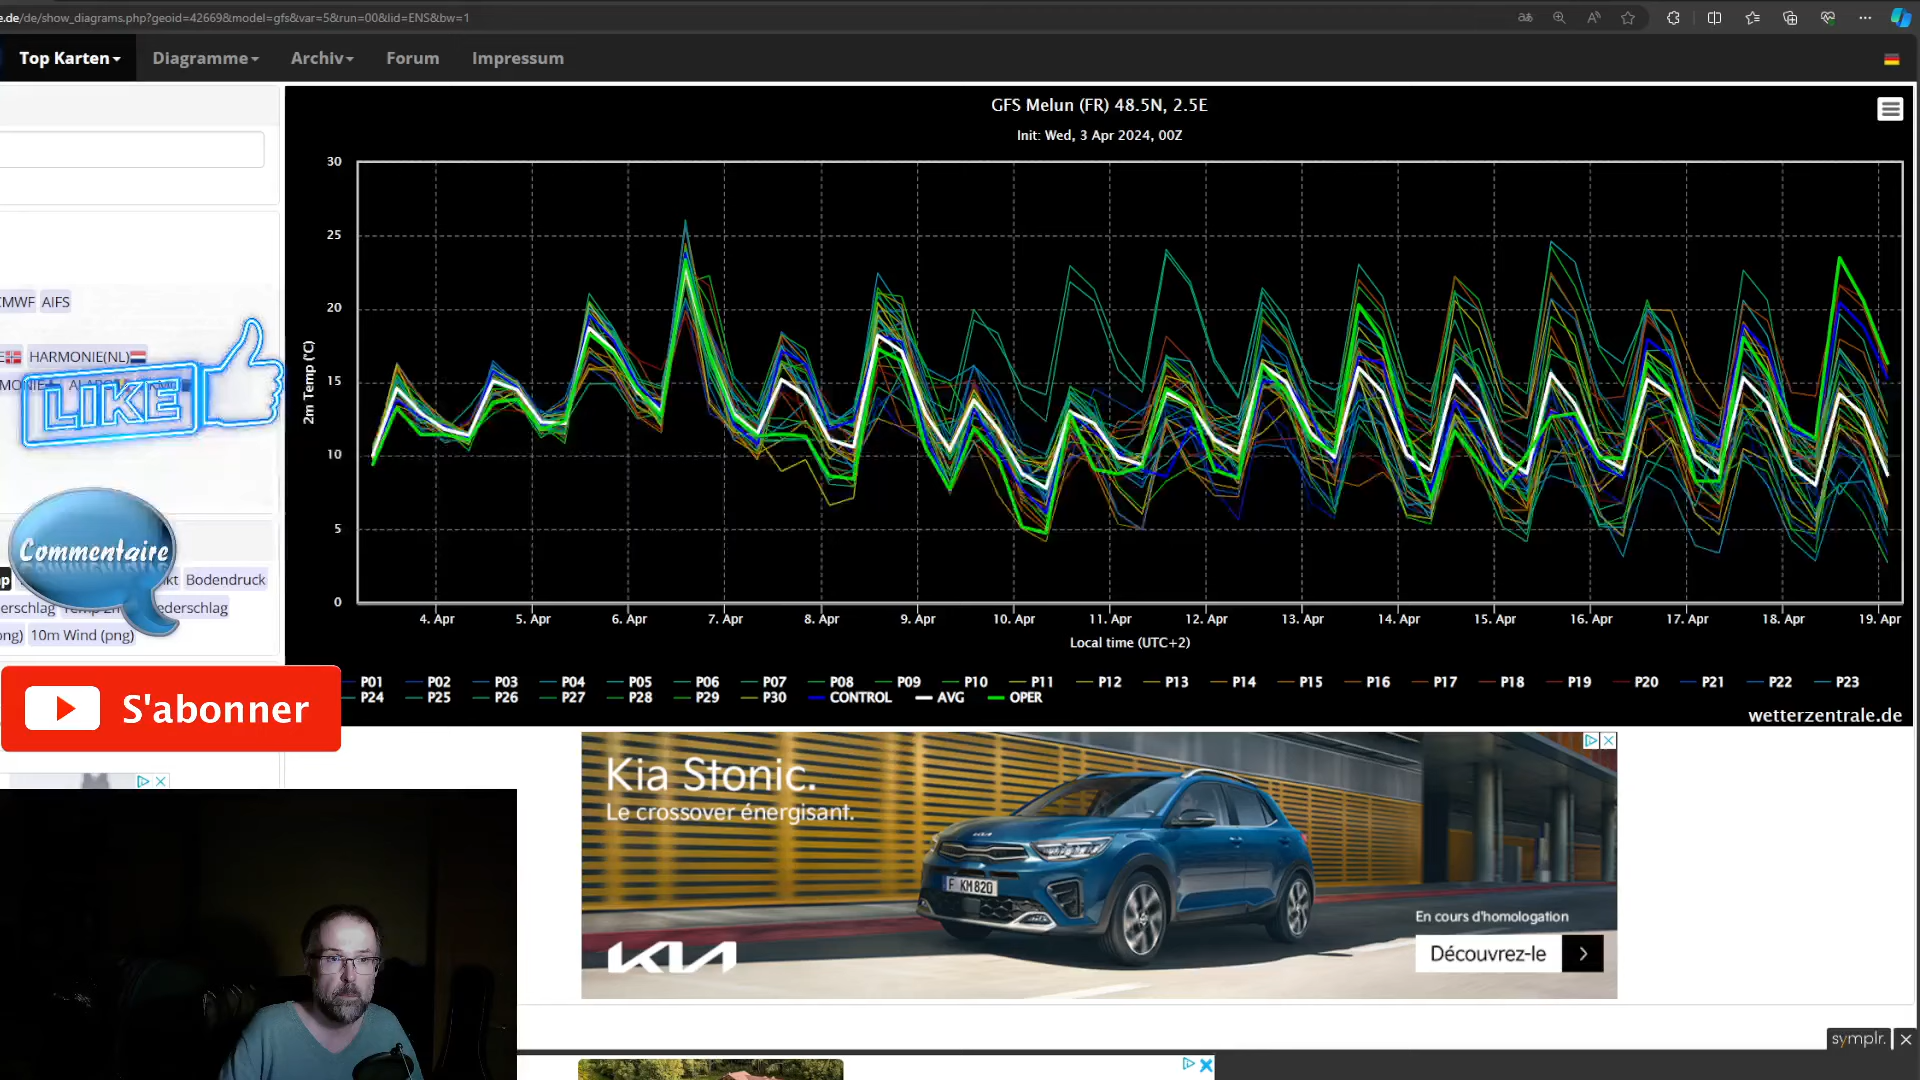 e.de/de/show_diagrams.php?geoid=42669&model=gfs&var=5&run=00&lid=ENS&bw=1
Top Karten
Diagramme
Archiv
Forum
Impressum
GFS Melun (FR) 48.5N, 2.5E
Init: Wed, 3 Apr 2024, 00Z
30
25
20
15
10
5
0
2m Temp (°C)
4. Apr 5. Apr 6. Apr 7. Apr 8. Apr 9. Apr 10. Apr 11. Apr 12. Apr 13. Apr 14. Apr 15. Apr 16. Apr 17. Apr 18. Apr 19. Apr
Local time (UTC+2)
P01 P02 P03 P04 P05 P06 P07 P08 P09 P10 P11 P12 P13 P14 P15 P16 P17 P18 P19 P20 P21 P22 P23
P24 P25 P26 P27 P28 P29 P30 CONTROL AVG OPER
wetterzentrale.de
CMWF AIFS
HARMONIE(NL)
LIKE
Commentaire
Bodendruck
erschlag
ederschlag
ong) 10m Wind (png)
S'abonner
Kia Stonic.
Le crossover énergisant.
F KM 820
KIA
En cours d'homologation
Découvrez-le
symplr.